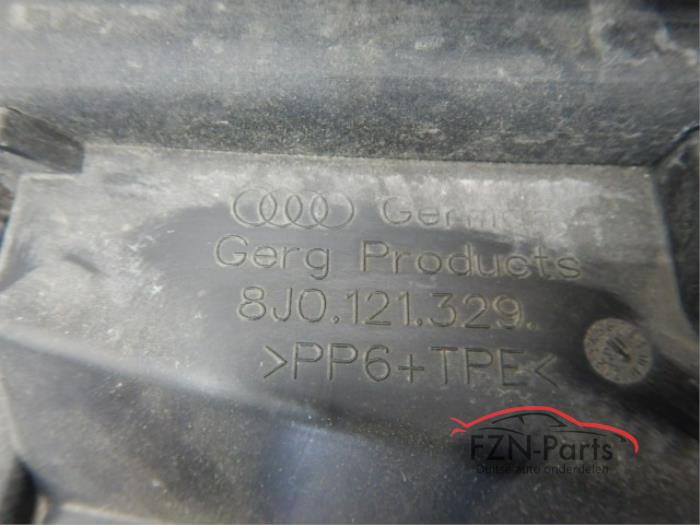 Germany
Gerg Products
8J0.121.329.
>PP6+TPE<
FZN-Parts
Duitse auto onderdelen